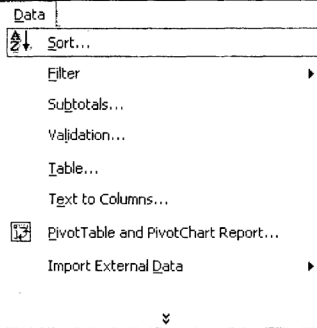 Data
Sort...
Filter
Subtotals...
Validation...
Table...
Text to Columns...
PivotTable and PivotChart Report...
Import External Data